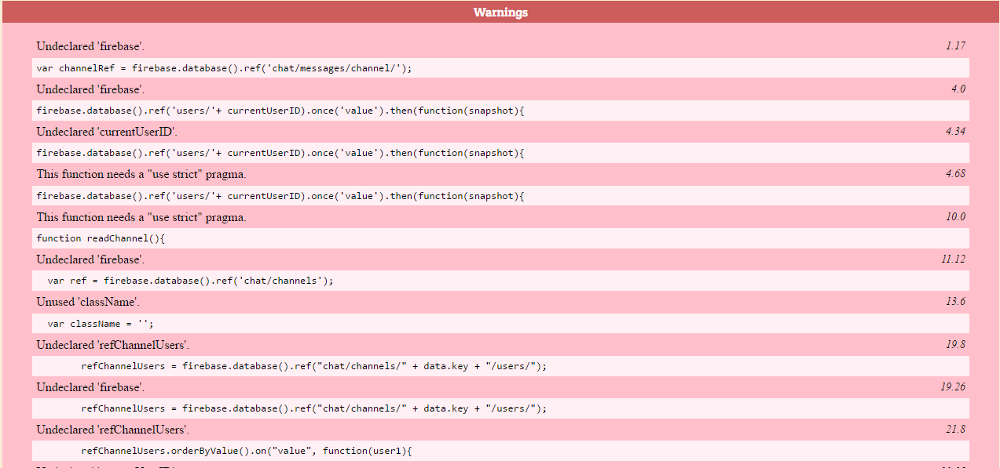 Warnings
Undeclared 'firebase'. 1.17
var channelRef = firebase.database().ref('chat/messages/channel/');
Undeclared 'firebase'. 4.0
firebase.database().ref('users/'+ currentUserID).once('value').then(function(snapshot){
Undeclared 'currentUserID'. 4.34
firebase.database().ref('users/'+ currentUserID).once('value').then(function(snapshot){
This function needs a "use strict" pragma. 4.68
firebase.database().ref('users/'+ currentUserID).once('value').then(function(snapshot){
This function needs a "use strict" pragma. 10.0
function readChannel(){
Undeclared 'firebase'. 11.12
var ref = firebase.database().ref('chat/channels');
Unused 'className'. 13.6
var className = '';
Undeclared 'refChannelUsers'. 19.8
refChannelUsers = firebase.database().ref("chat/channels/" + data.key + "/users/");
Undeclared 'firebase'. 19.26
refChannelUsers = firebase.database().ref("chat/channels/" + data.key + "/users/");
Undeclared 'refChannelUsers'. 21.8
refChannelUsers.orderByValue().on("value", function(user1){